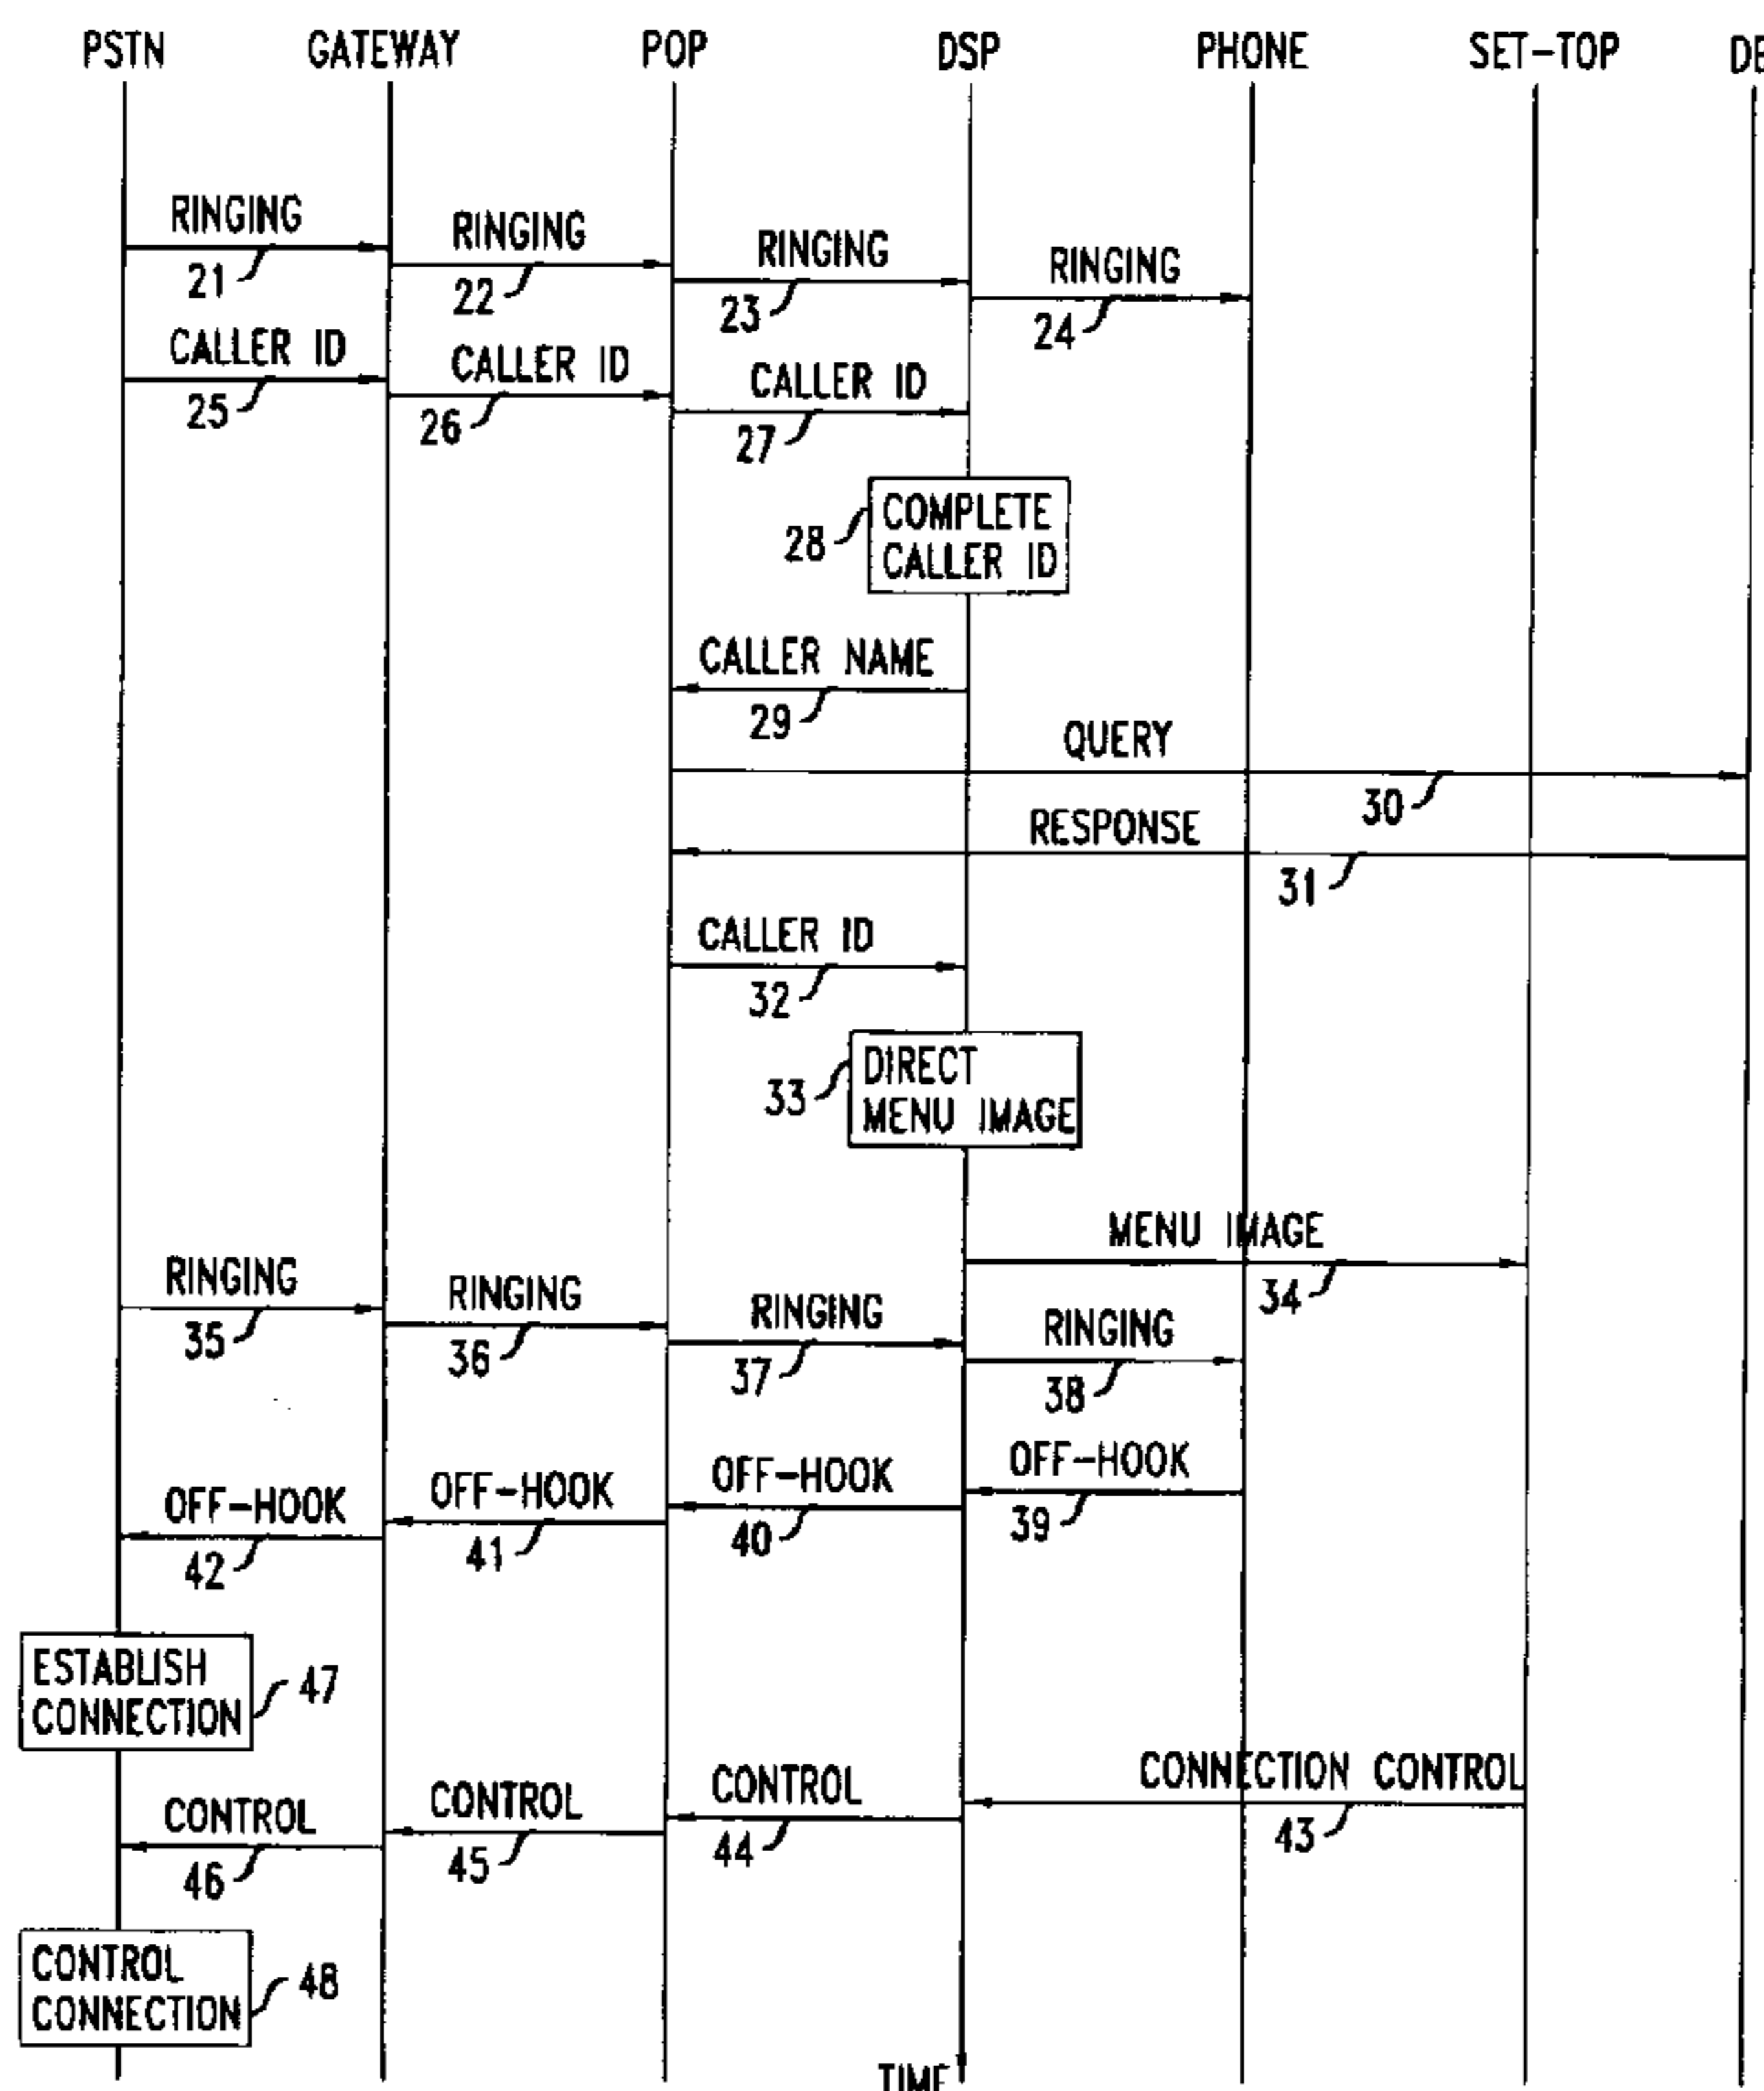 PSTN GATEWAY POP DSP PHONE SET-TOP
RINGING RINGING RINGING RINGING
21 22 23 24
CALLER ID CALLER ID CALLER ID
25 26 27
28 COMPLETE
CALLER ID
CALLER NAME
29
QUERY
30
RESPONSE
31
CALLER ID
32
33 DIRECT
MENU IMAGE
MENU IMAGE
34
RINGING RINGING RINGING RINGING
35 36 37 38
OFF-HOOK OFF-HOOK OFF-HOOK OFF-HOOK
42 41 40 39
ESTABLISH
CONNECTION 47
CONTROL CONTROL CONTROL CONNECTION CONTROL
46 45 44 43
CONTROL
CONNECTION 48
TIME